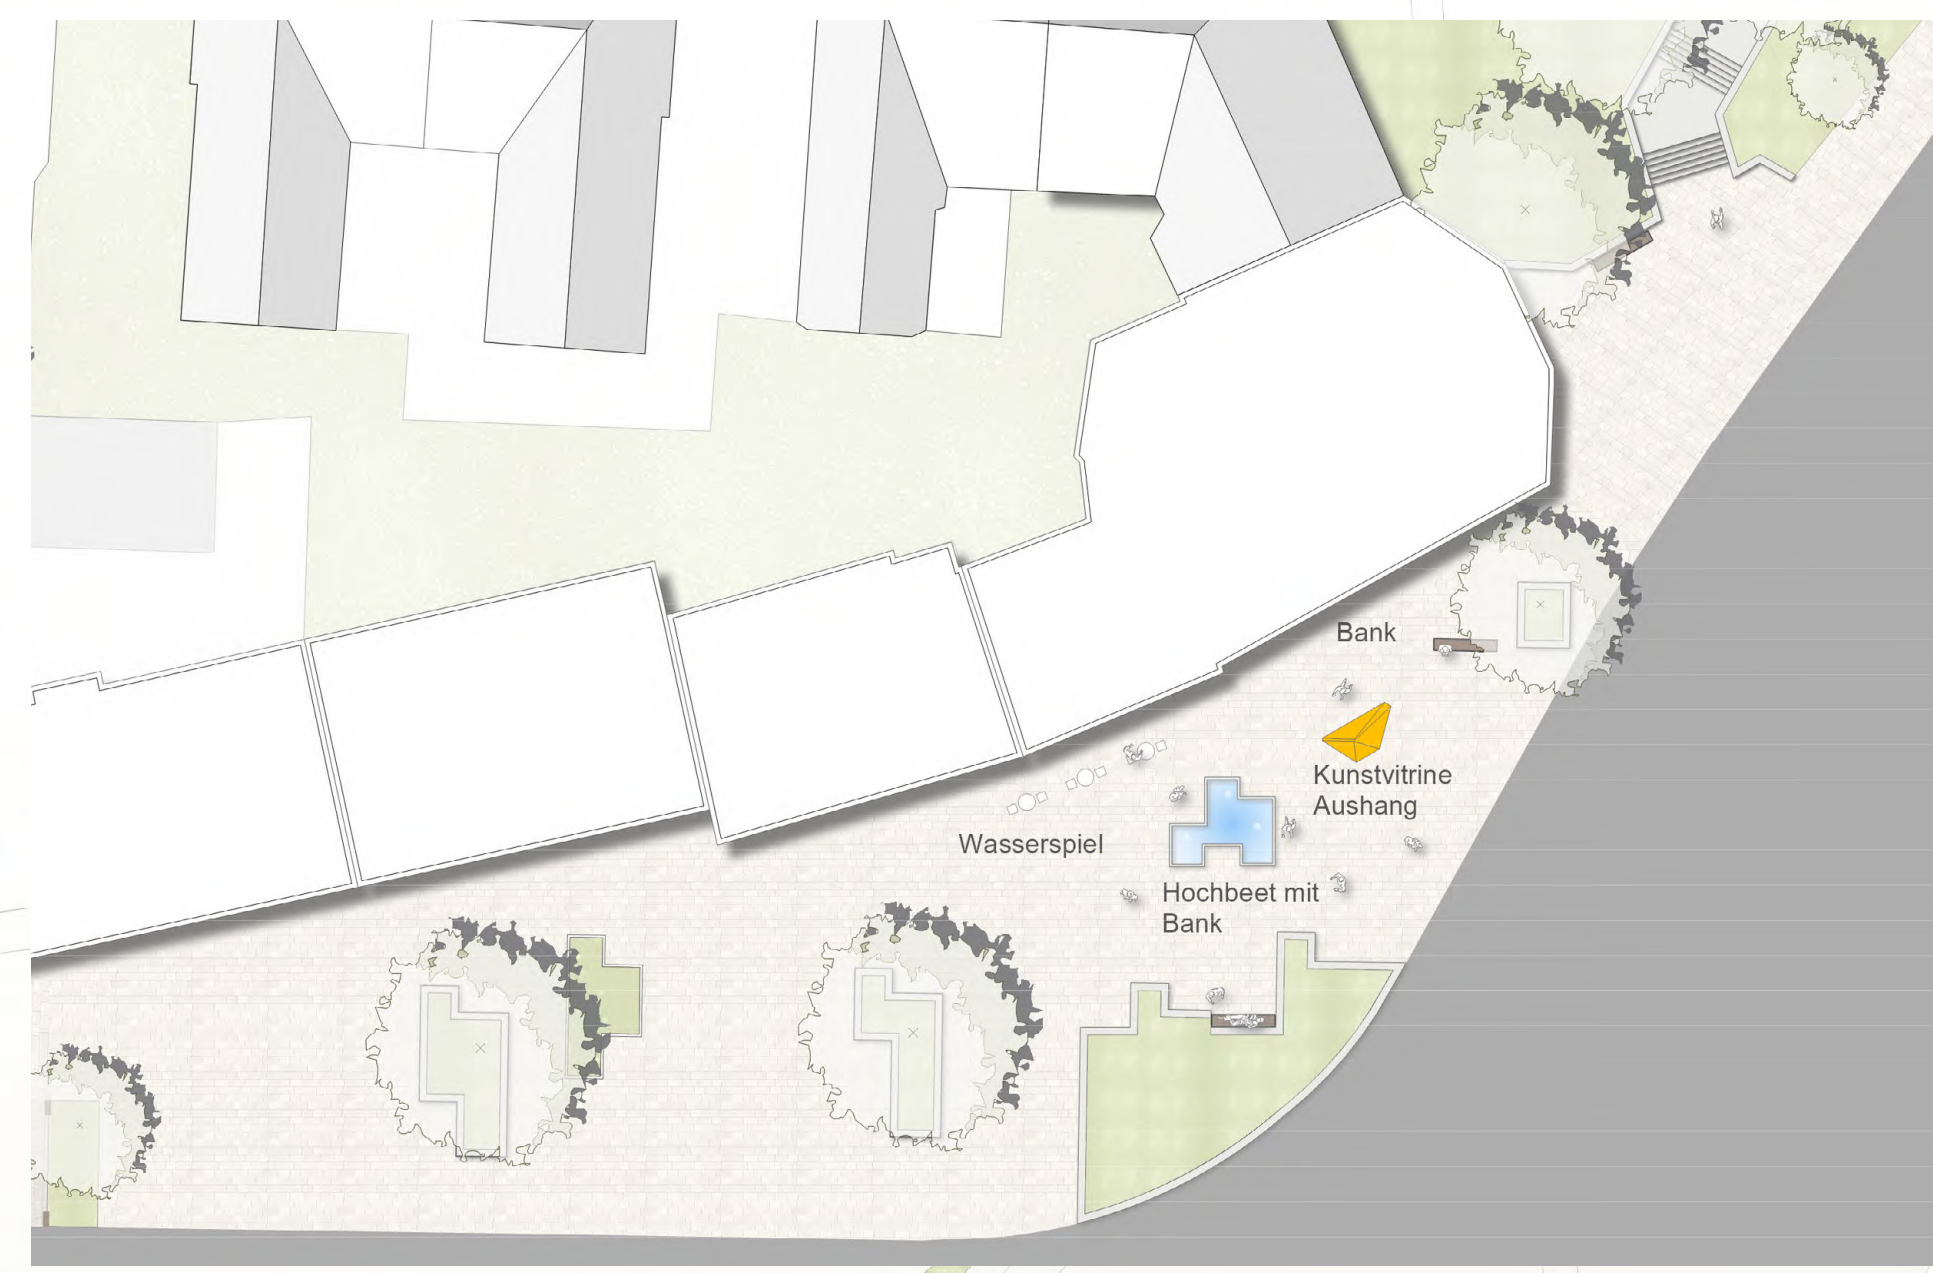 Bank
Kunstvitrine
Aushang
Wasserspiel
Hochbeet mit
Bank